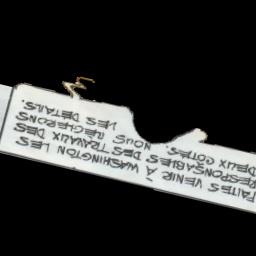 FAITES VENIR À WASHINGTON LES
RESPONSABLES DES TRAVAUX DES
DEUX CÔTÉS. NOUS RÉGLERONS
LES DÉTAILS.